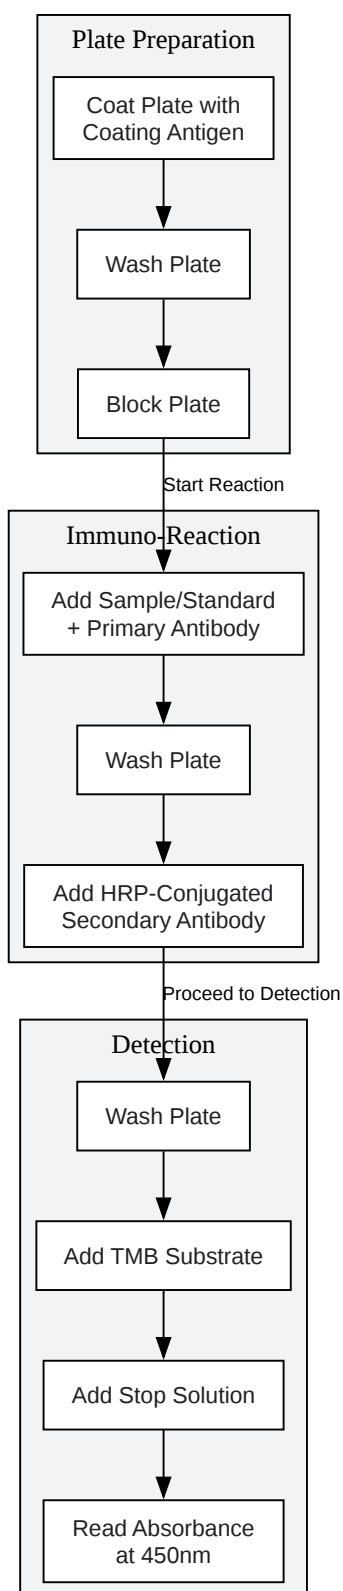 Plate Preparation
Coat Plate with
Coating Antigen
Wash Plate
Block Plate
Start Reaction
Immuno-Reaction
Add Sample/Standard
+ Primary Antibody
Wash Plate
Add HRP-Conjugated
Secondary Antibody
Proceed to Detection
Detection
Wash Plate
Add TMB Substrate
Add Stop Solution
Read Absorbance
at 450nm